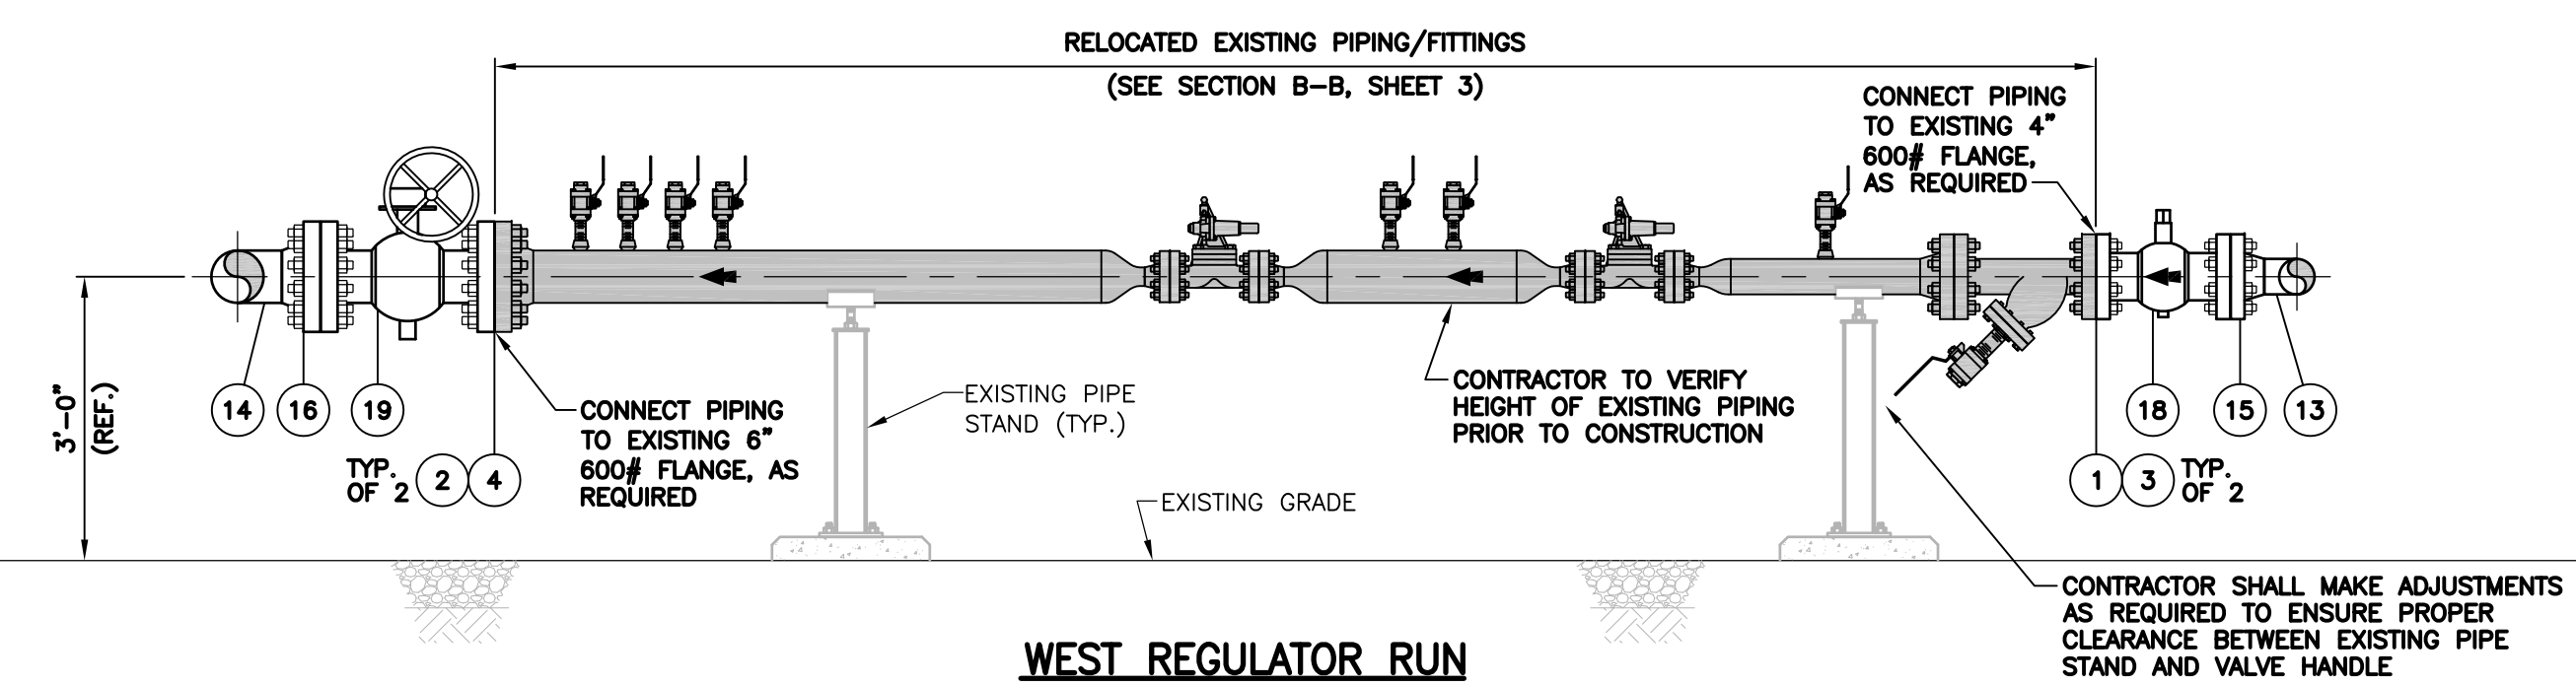 RELOCATED EXISTING PIPING/FITTINGS
(SEE SECTION B-B, SHEET 3)
CONNECT PIPING
TO EXISTING 4"
600# FLANGE,
AS REQUIRED
3'-0"
(REF.)
14
16
19
TYP.
OF 2
2
4
CONNECT PIPING
TO EXISTING 6"
600# FLANGE, AS
REQUIRED
EXISTING PIPE
STAND (TYP.)
EXISTING GRADE
CONTRACTOR TO VERIFY
HEIGHT OF EXISTING PIPING
PRIOR TO CONSTRUCTION
18
15
13
1
3
TYP.
OF 2
CONTRACTOR SHALL MAKE ADJUSTMENTS
AS REQUIRED TO ENSURE PROPER
CLEARANCE BETWEEN EXISTING PIPE
STAND AND VALVE HANDLE
WEST REGULATOR RUN